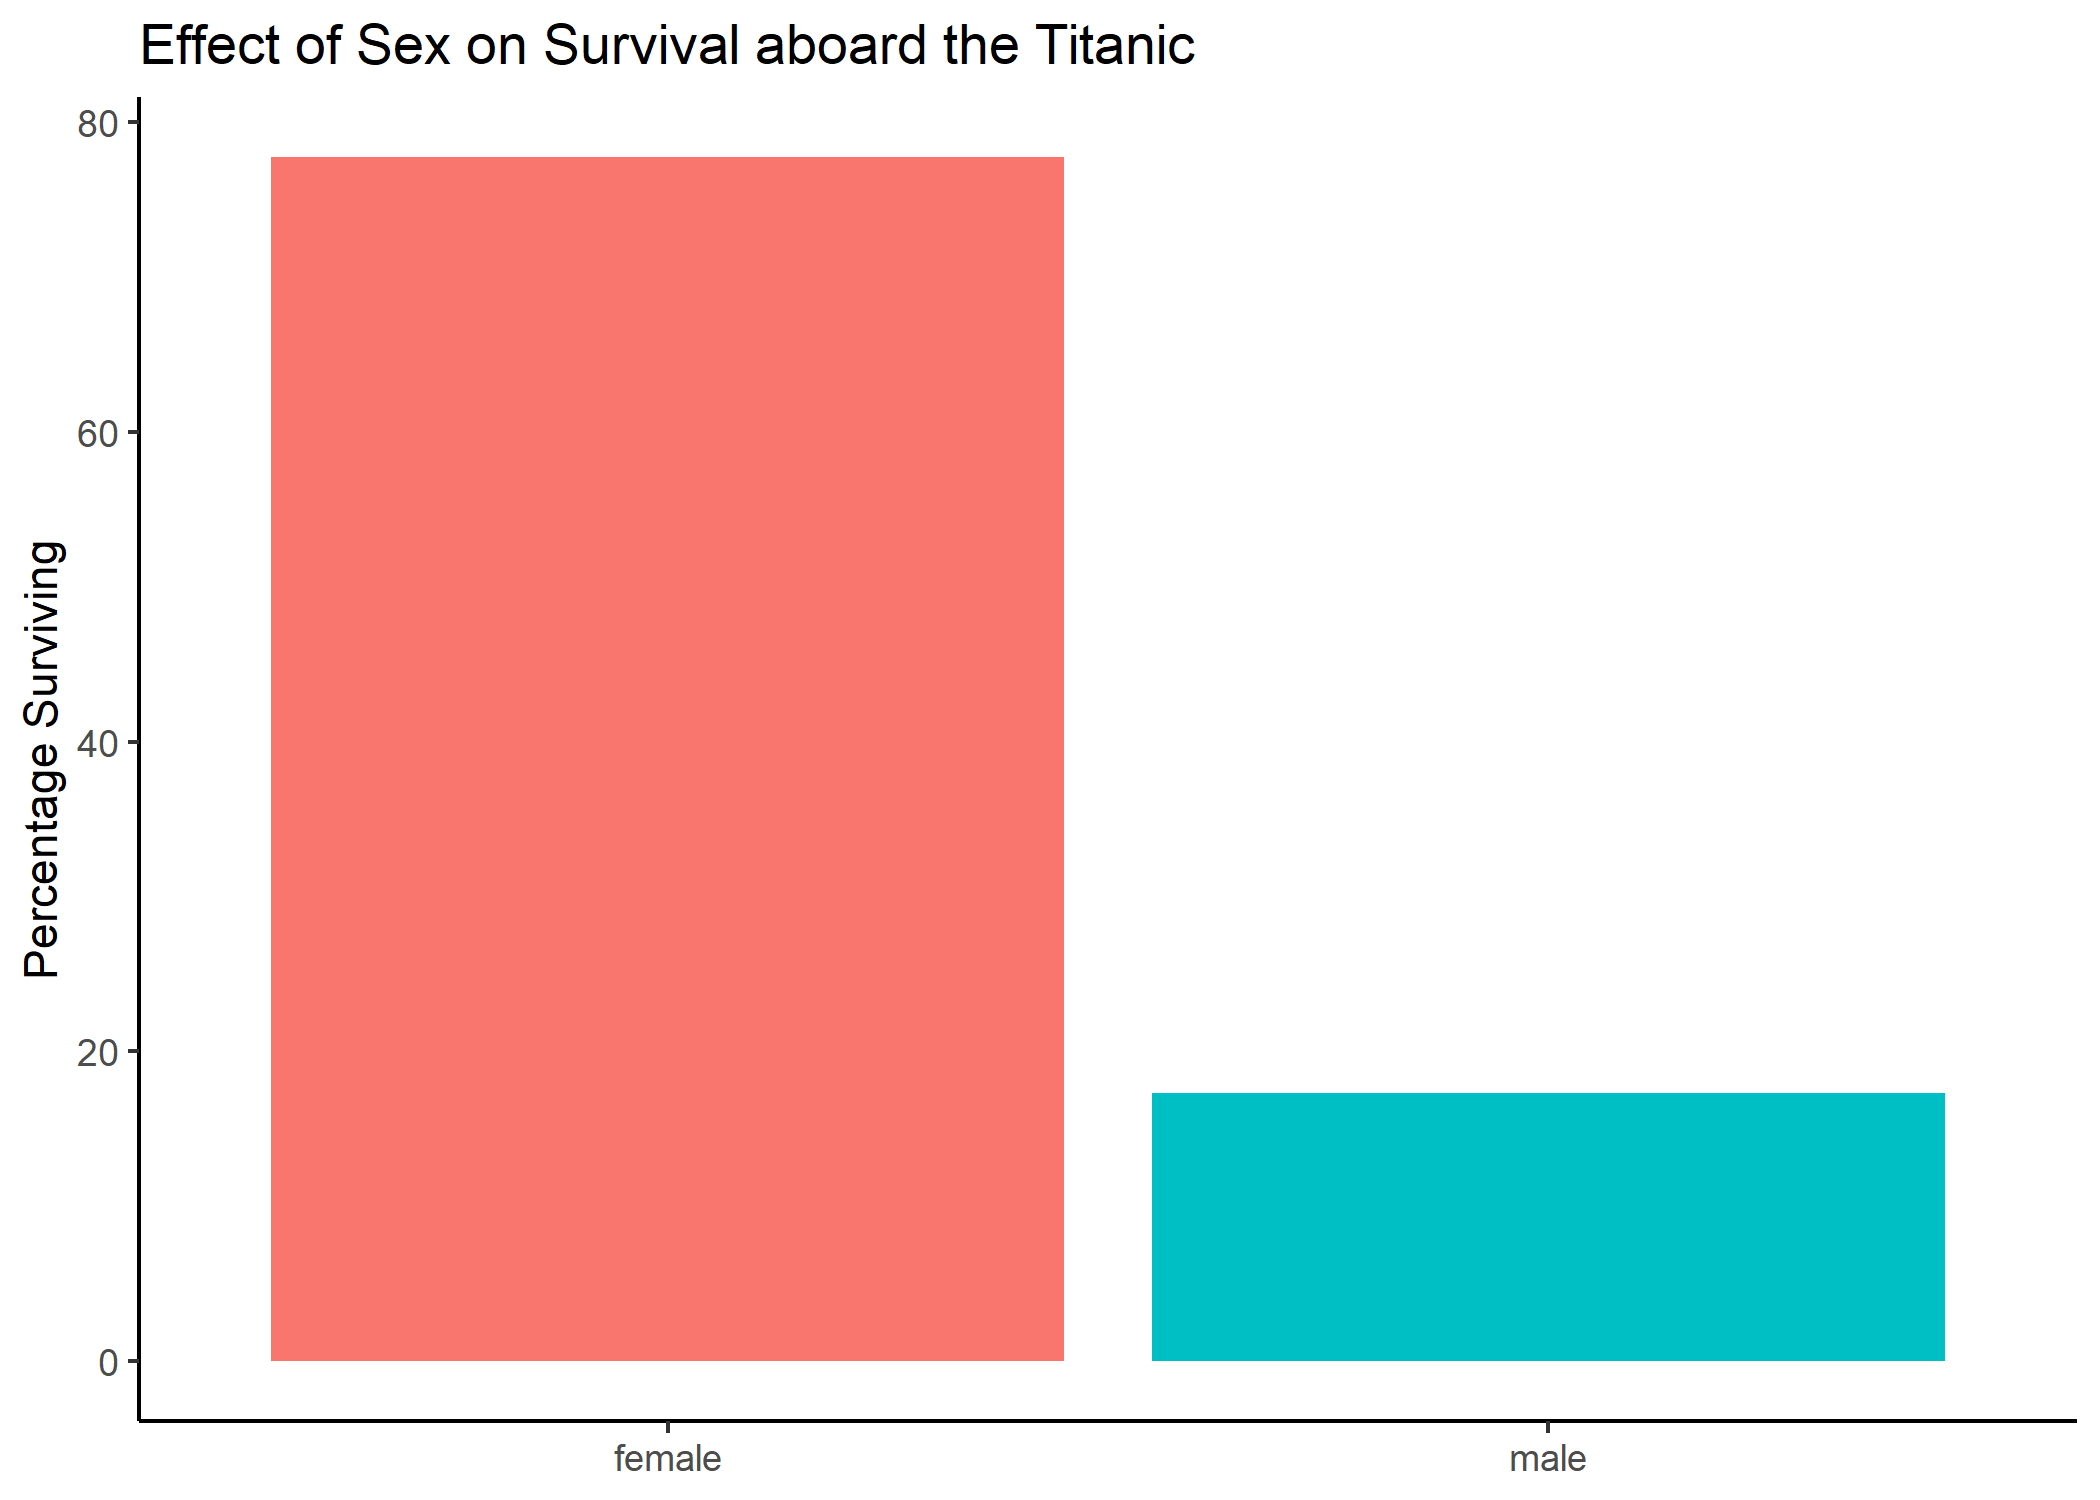 Effect of Sex on Survival aboard the Titanic
Percentage Surviving
80
60
40
20
0
female
male